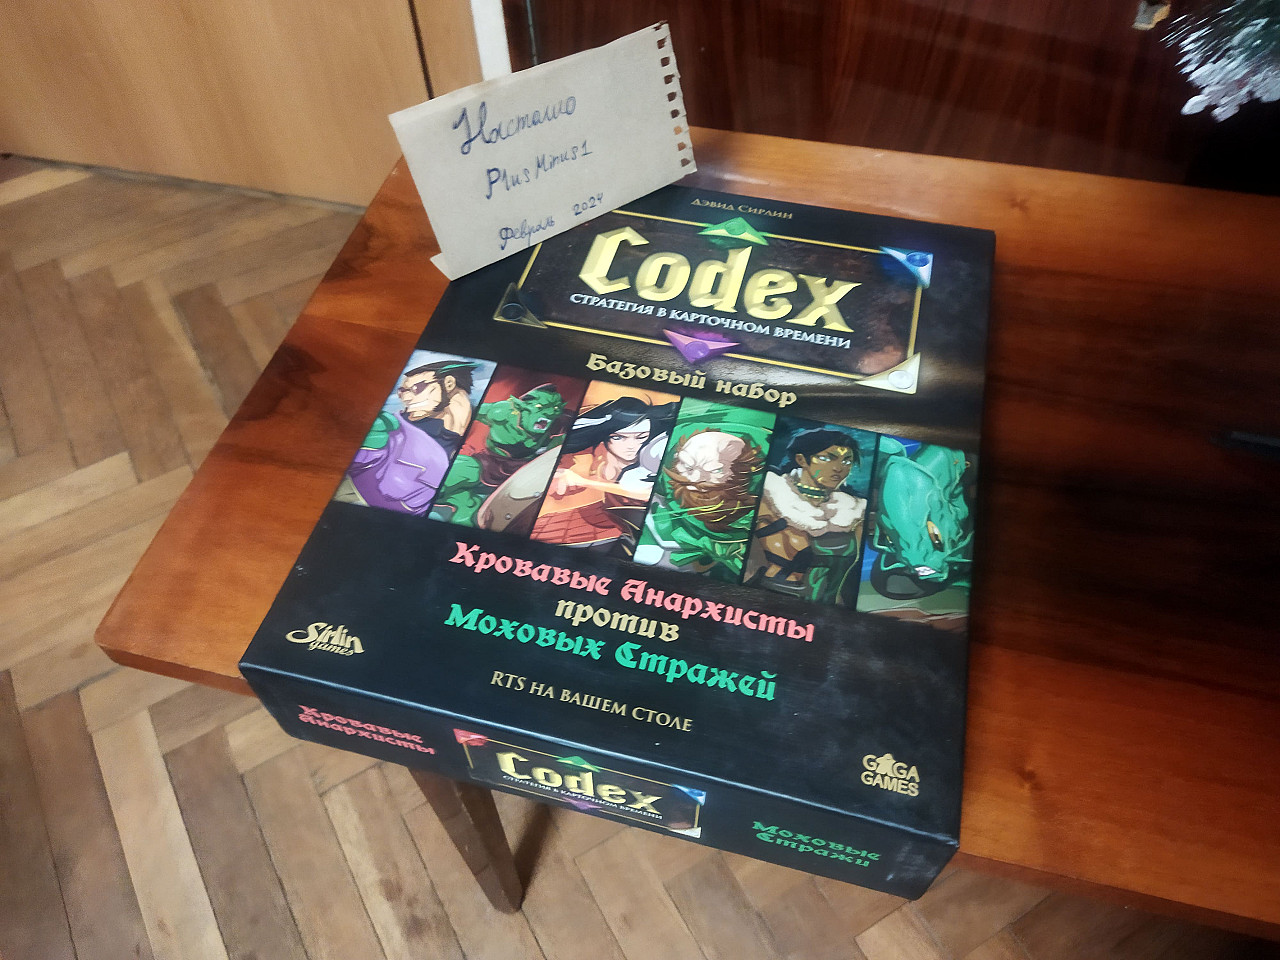 Настолио
PlusMinus1
Февраль 2024
ДЭВИД СИРЛИН
Codex
СТРАТЕГИЯ В КАРТОЧНОМ ВРЕМЕНИ
Базовый набор
Кровавые Анархисты
против
Моховых Стражей
RTS НА ВАШЕМ СТОЛЕ
Sirlin
games
GAGA
GAMES
Кровавые
Анархисты
Codex
СТРАТЕГИЯ В КАРТОЧНОМ ВРЕМЕНИ
Моховые
Стражи